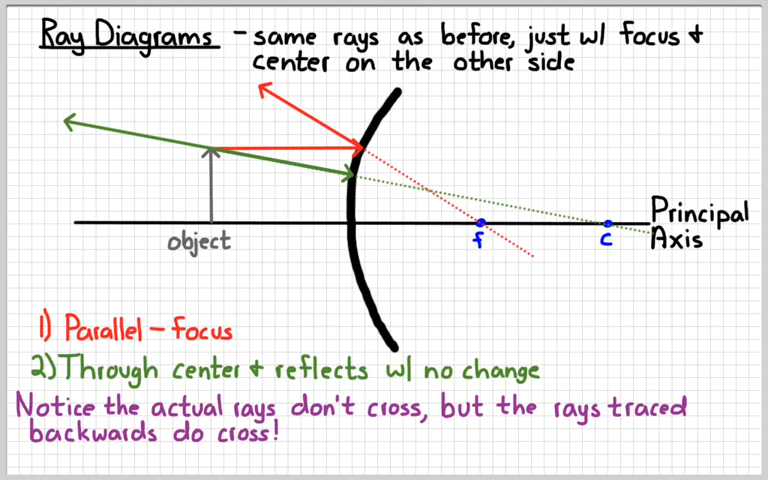 Ray Diagrams - same rays as before, just w/ focus +
center on the other side
Principal
Axis
object
f
c
1) Parallel - focus
2) Through center + reflects w/ no change
Notice the actual rays don't cross, but the rays traced
backwards do cross!